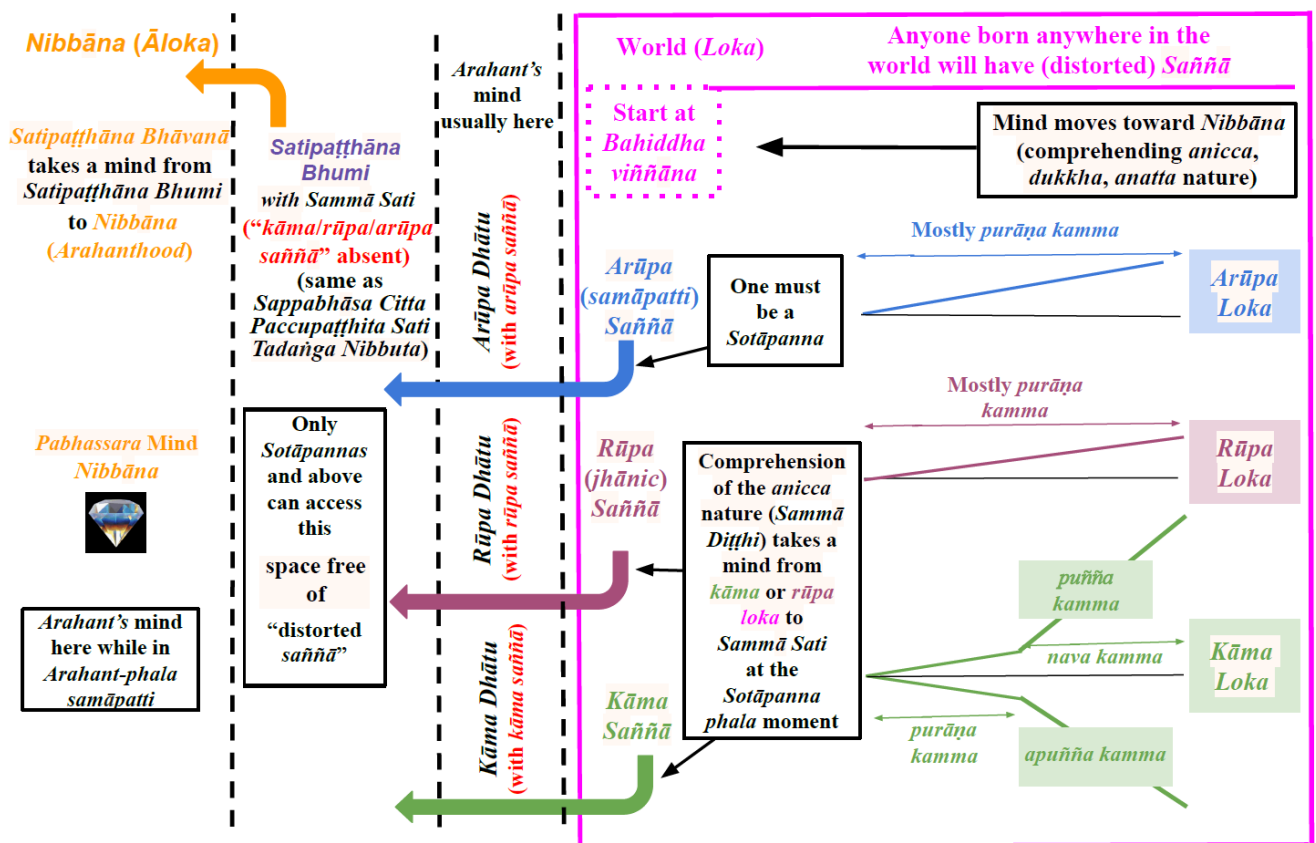 Nibbāna (Āloka)
Satipaṭṭhāna Bhāvanā
takes a mind from
Satipaṭṭhāna Bhumi
to Nibbāna
(Arahanthood)
Pabhassara Mind
Nibbāna
Arahant's mind
here while in
Arahant-phala
samāpatti
Satipaṭṭhāna
Bhumi
with Sammā Sati
("kāma/rūpa/arūpa
saññā" absent)
(same as
Sappabhāsa Citta
Paccupaṭṭhita Sati
Tadaṅga Nibbuta)
Only
Sotāpannas
and above
can access
this
space free
of
"distorted
saññā"
Arahant's
mind
usually here
Arūpa Dhātu
(with arūpa saññā)
Rūpa Dhātu
(with rūpa saññā)
Kāma Dhātu
(with kāma saññā)
World (Loka)
Anyone born anywhere in the
world will have (distorted) Saññā
Start at
Bahiddha
viññāna
Mind moves toward Nibbāna
(comprehending anicca,
dukkha, anatta nature)
Arūpa
(samāpatti)
Saññā
One must
be a
Sotāpanna
Mostly purāṇa kamma
Arūpa
Loka
Rūpa
(jhānic)
Saññā
Comprehension
of the anicca
nature (Sammā
Diṭṭhi) takes a
mind from
kāma or rūpa
loka to
Sammā Sati
at the
Sotāpanna
phala moment
Mostly purāṇa
kamma
Rūpa
Loka
Kāma
Saññā
puñña
kamma
nava kamma
purāṇa
kamma
apuñña kamma
Kāma
Loka